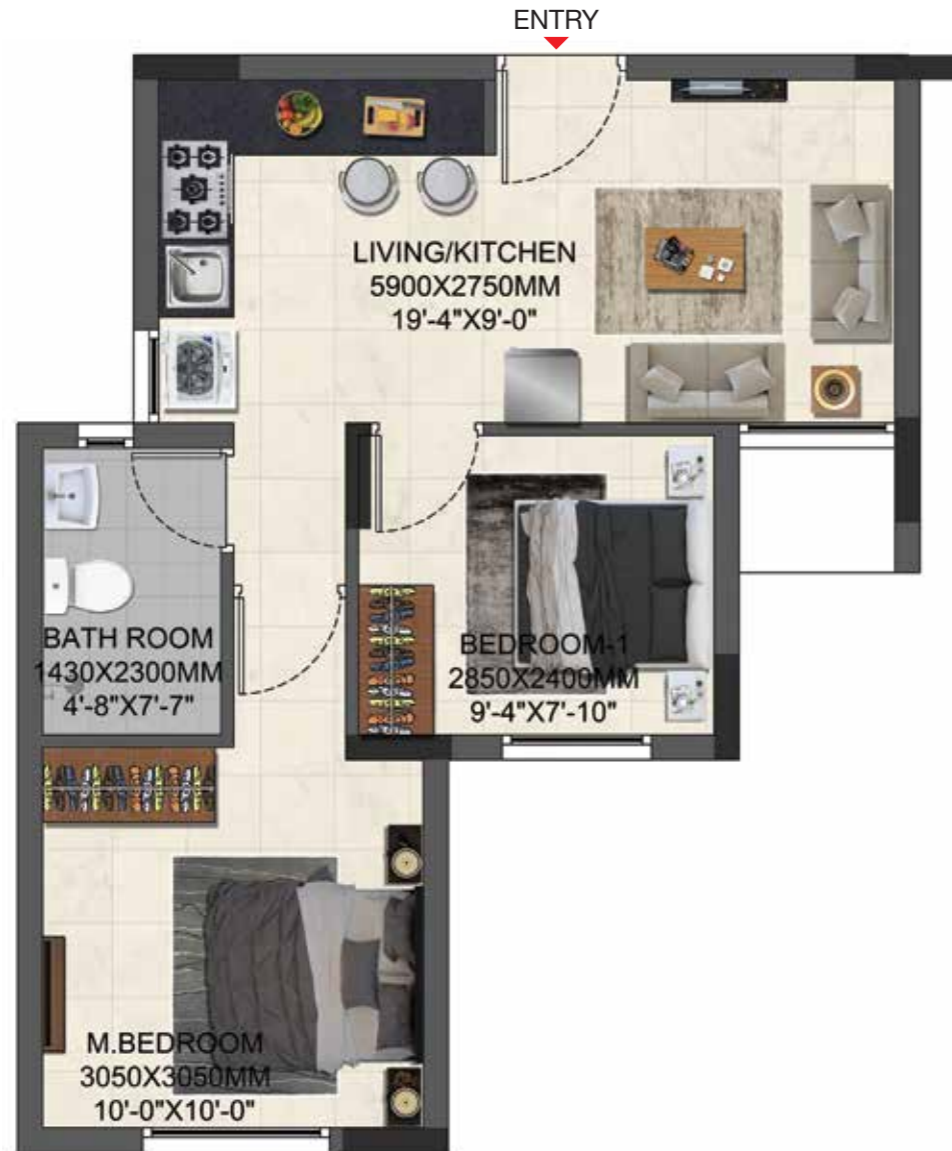 ENTRY
LIVING/KITCHEN
5900X2750MM
19'-4"X9'-0"
BATH ROOM
1430X2300MM
4'-8"X7'-7"
BEDROOM-1
2850X2400MM
9'-4"X7'-10"
M.BEDROOM
3050X3050MM
10'-0"X10'-0"